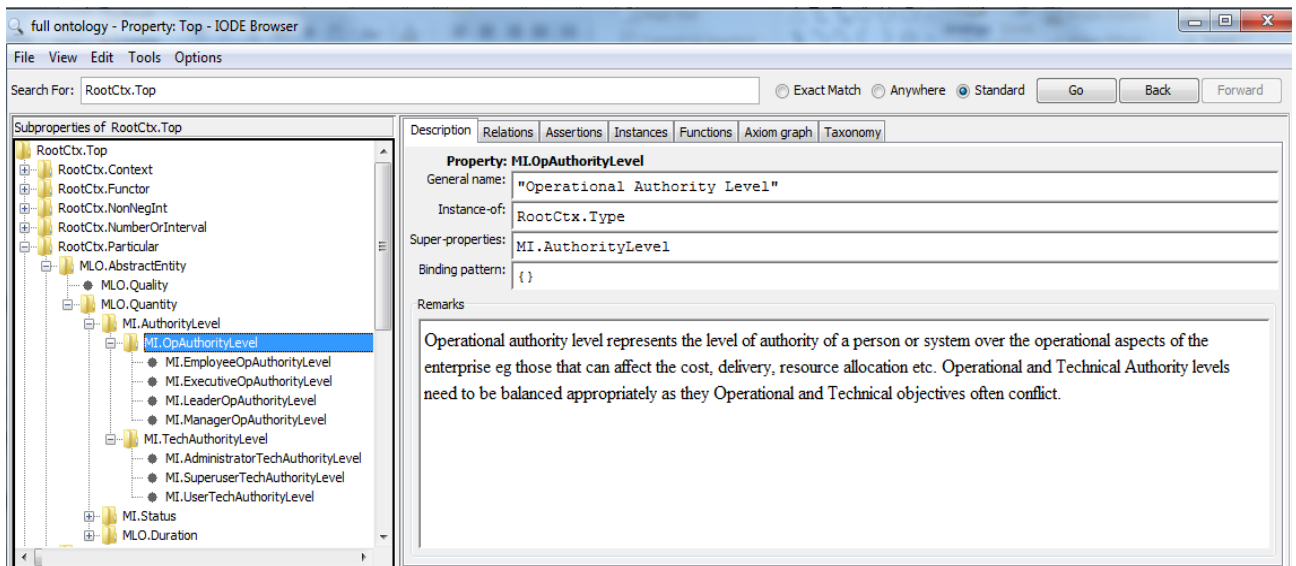 full ontology - Property: Top - IODE Browser
File View Edit Tools Options
Search For: RootCtx.Top Exact Match Anywhere Standard Go Back Forward
Subproperties of RootCtx.Top
RootCtx.Top
RootCtx.Context
RootCtx.Functor
RootCtx.NonNegInt
RootCtx.NumberOrInterval
RootCtx.Particular
MLO.AbstractEntity
MLO.Quality
MLO.Quantity
MI.AuthorityLevel
MI.OpAuthorityLevel
MI.EmployeeOpAuthorityLevel
MI.ExecutiveOpAuthorityLevel
MI.LeaderOpAuthorityLevel
MI.ManagerOpAuthorityLevel
MI.TechAuthorityLevel
MI.AdministratorTechAuthorityLevel
MI.SuperuserTechAuthorityLevel
MI.UserTechAuthorityLevel
MI.Status
MLO.Duration
Description Relations Assertions Instances Functions Axiom graph Taxonomy
Property: MI.OpAuthorityLevel
General name: "Operational Authority Level"
Instance-of: RootCtx.Type
Super-properties: MI.AuthorityLevel
Binding pattern: {}
Remarks
Operational authority level represents the level of authority of a person or system over the operational aspects of the
enterprise eg those that can affect the cost, delivery, resource allocation etc. Operational and Technical Authority levels
need to be balanced appropriately as they Operational and Technical objectives often conflict.